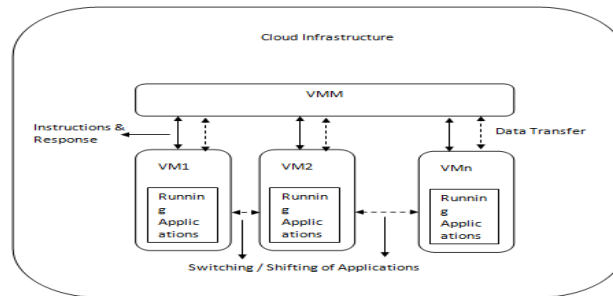 Cloud Infrastructure
VMM
Instructions &
Response
Data Transfer
VM1
VM2
VMn
Runnin
g
Applic
ations
Runnin
g
Applic
ations
Runnin
g
Applic
ations
Switching / Shifting of Applications